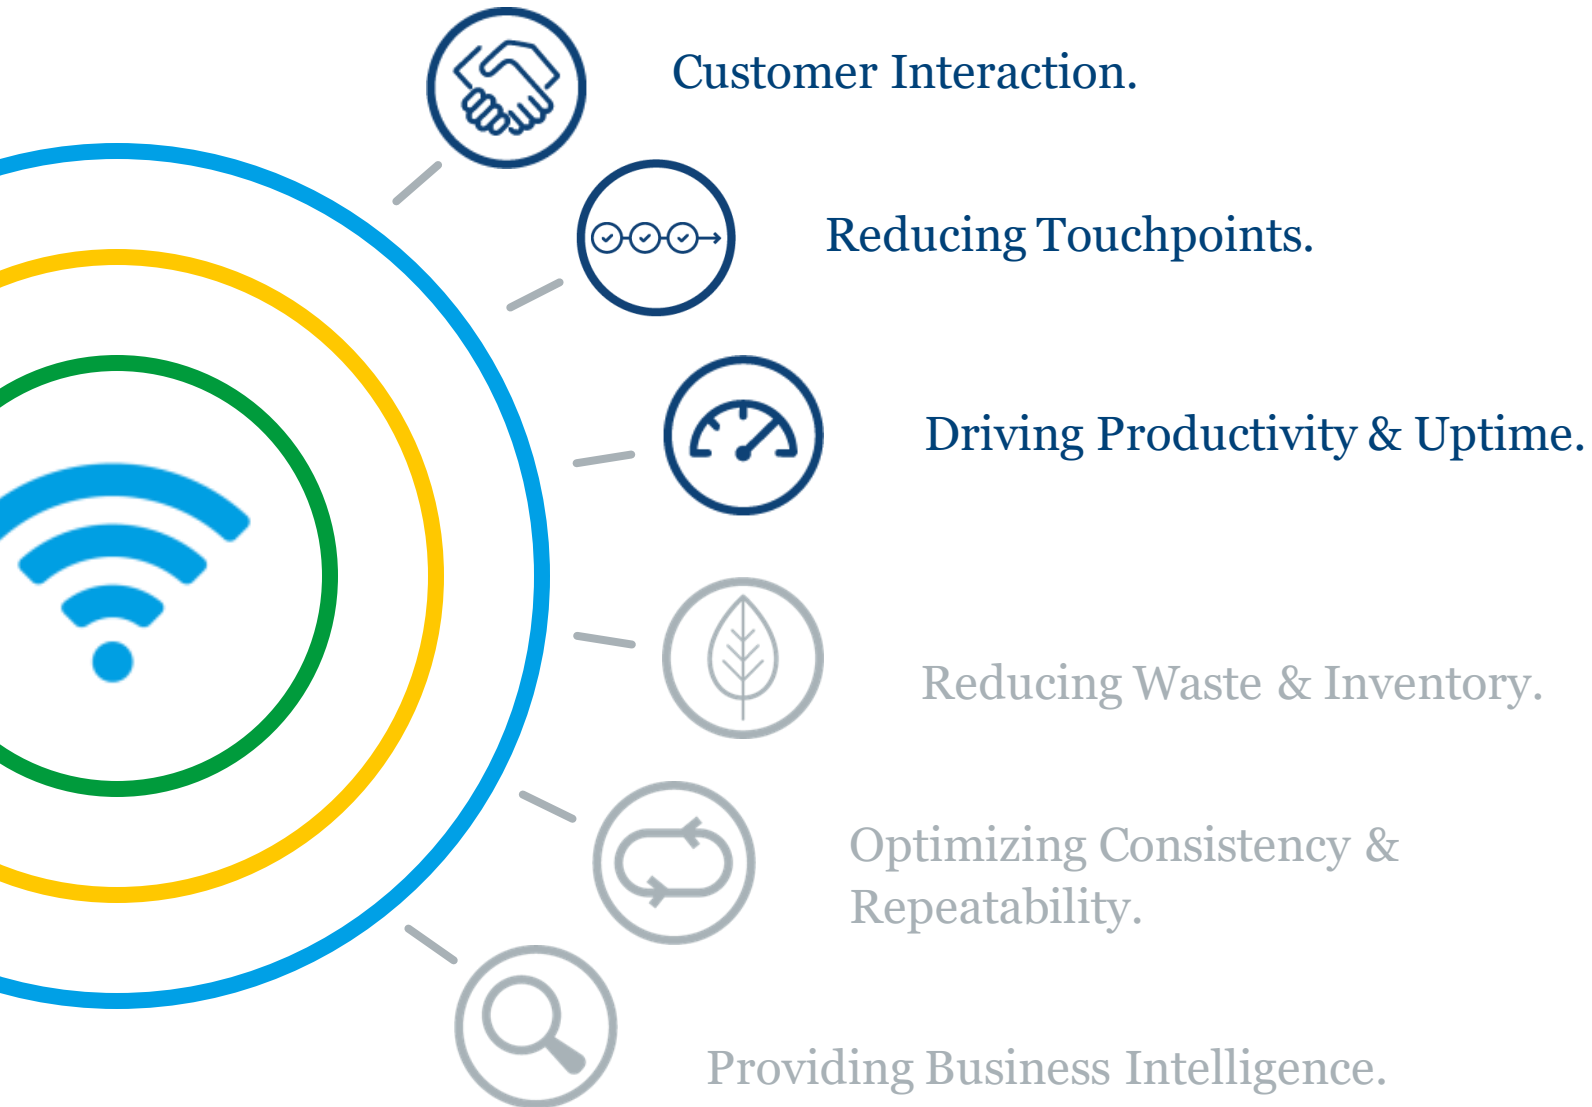 Customer Interaction.
Reducing Touchpoints.
Driving Productivity & Uptime.
Reducing Waste & Inventory.
Optimizing Consistency &
Repeatability.
Providing Business Intelligence.